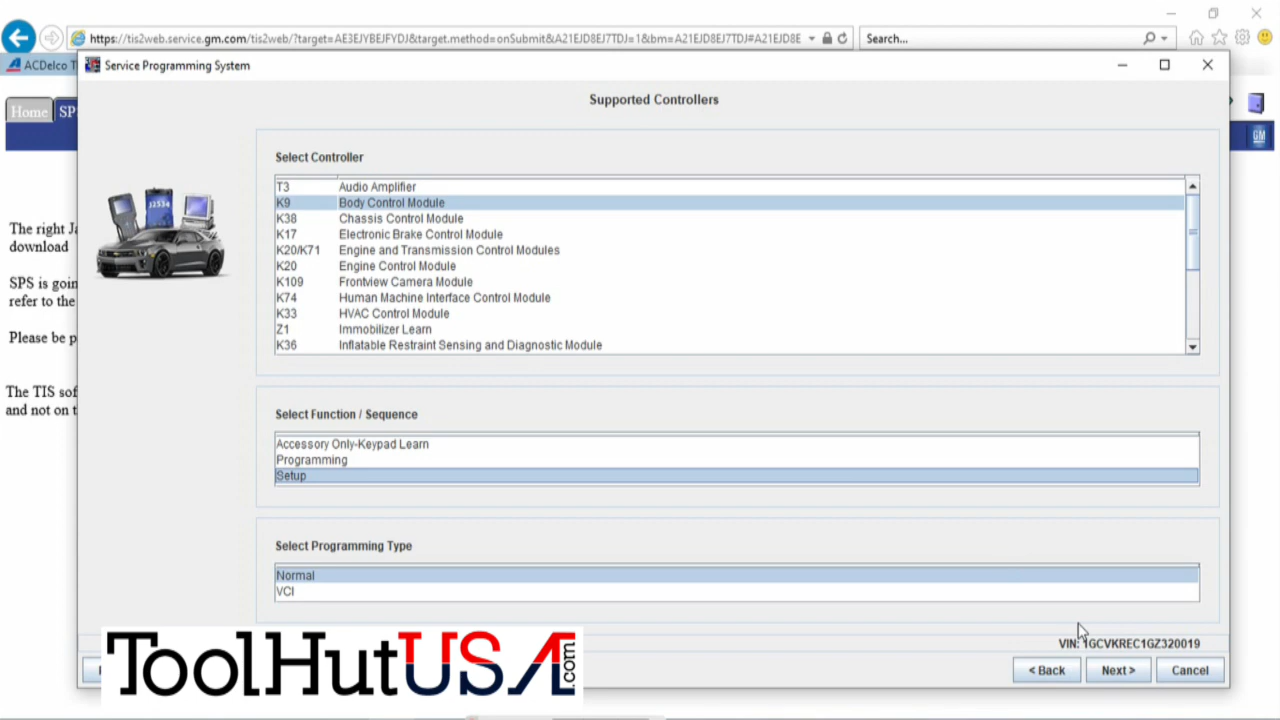 https://tis2web.service.gm.com/tis2web/?target=AE3EJYBEJFYDJ&target.method=onSubmit&A21EJD8EJ7TDJ=1&bm=A21EJD8EJ7TDJ#A21EJD8E
Search...
ACDelco T
Service Programming System
Home
SP
GM
Supported Controllers
Select Controller
T3 Audio Amplifier
K9 Body Control Module
K38 Chassis Control Module
K17 Electronic Brake Control Module
K20/K71 Engine and Transmission Control Modules
K20 Engine Control Module
K109 Frontview Camera Module
K74 Human Machine Interface Control Module
K33 HVAC Control Module
Z1 Immobilizer Learn
K36 Inflatable Restraint Sensing and Diagnostic Module
J2534
The right Ja
download
SPS is goin
refer to the
Please be p
The TIS sof
and not on t
Select Function / Sequence
Accessory Only-Keypad Learn
Programming
Setup
Select Programming Type
Normal
VCI
VIN: 1GCVKREC1GZ320019
< Back
Next >
Cancel
ToolHutUSA.com